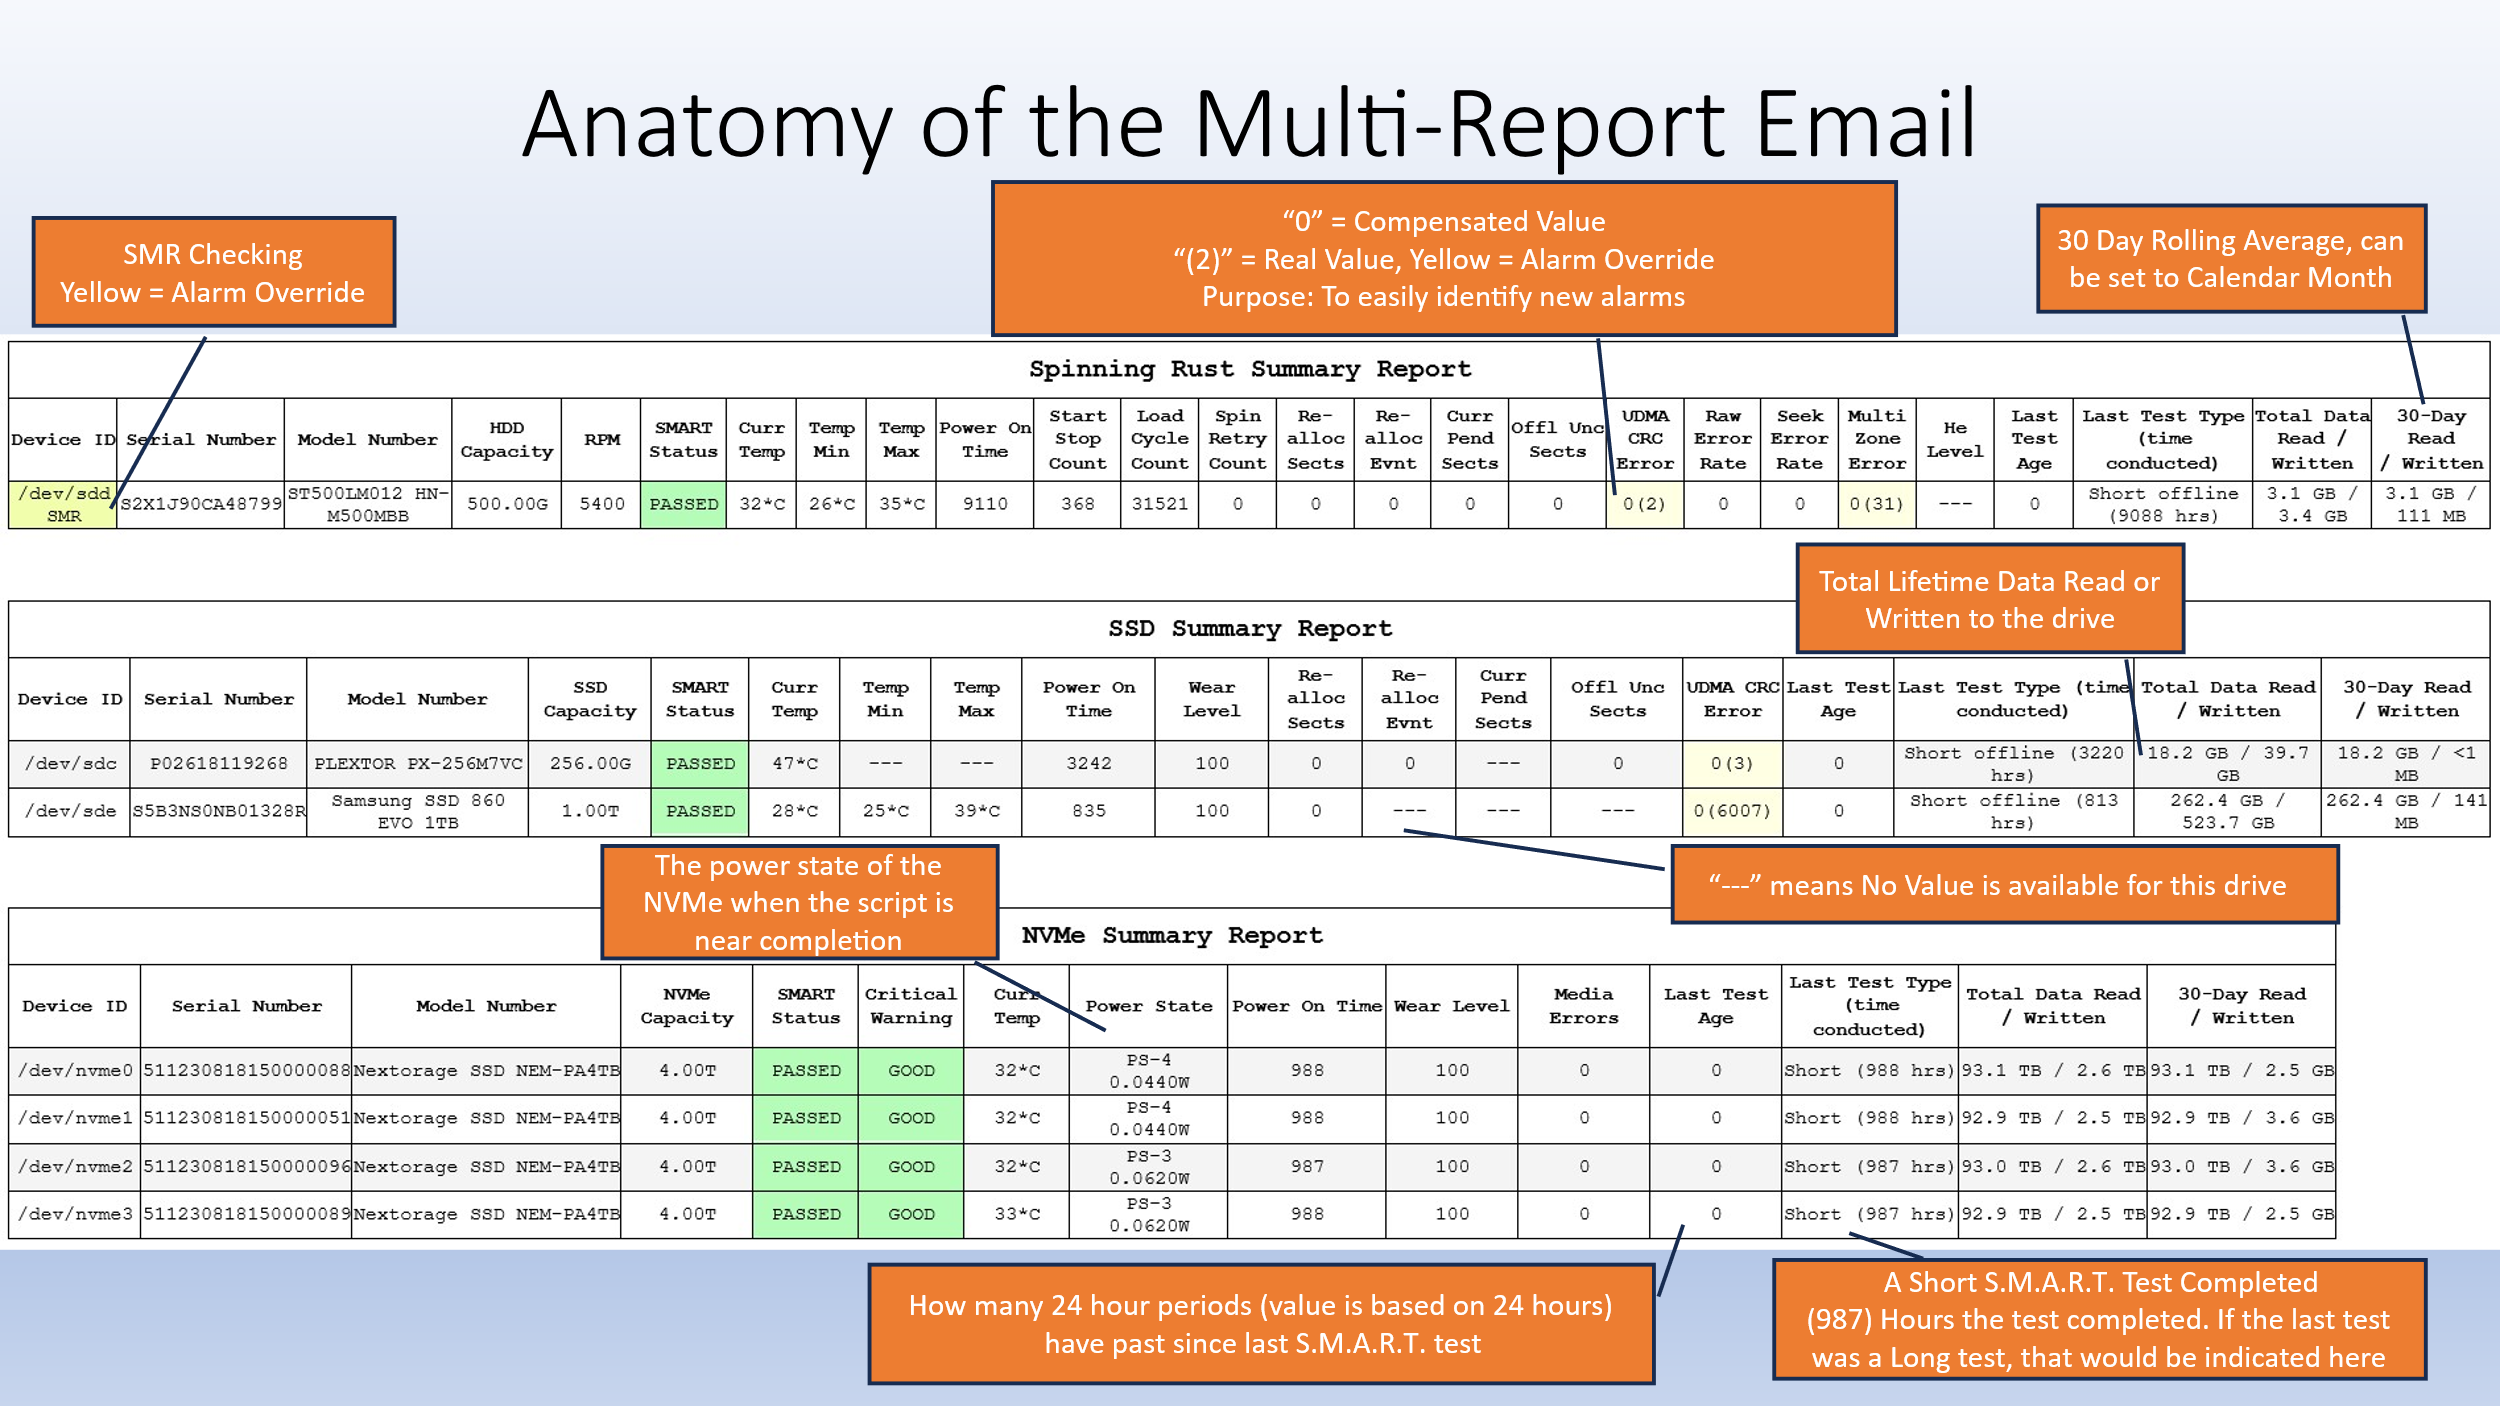 Anatomy of the Multi-Report Email
SMR Checking
Yellow = Alarm Override
“0” = Compensated Value
“(2)” = Real Value, Yellow = Alarm Override
Purpose: To easily identify new alarms
30 Day Rolling Average, can
be set to Calendar Month
Spinning Rust Summary Report
Device ID Serial Number Model Number HDD Capacity RPM SMART Status Curr Temp Temp Min Temp Max Power On Time Start Stop Count Load Cycle Count Spin Retry Count Re-alloc Sects Re-alloc Evnt Curr Pend Sects Offl Unc Sects UDMA CRC Error Raw Error Rate Seek Error Rate Multi Zone Error He Level Last Test Age Last Test Type (time conducted) Total Data Read / Written 30-Day Read / Written
/dev/sdd SMR S2X1J90CA48799 ST500LM012 HN-M500MBB 500.00G 5400 PASSED 32*C 26*C 35*C 9110 368 31521 0 0 0 0 0 0(2) 0 0 0(31) --- 0 Short offline (9088 hrs) 3.1 GB / 3.4 GB 3.1 GB / 111 MB
Total Lifetime Data Read or
Written to the drive
SSD Summary Report
Device ID Serial Number Model Number SSD Capacity SMART Status Curr Temp Temp Min Temp Max Power On Time Wear Level Re-alloc Sects Re-alloc Evnt Curr Pend Sects Offl Unc Sects UDMA CRC Error Last Test Age Last Test Type (time conducted) Total Data Read / Written 30-Day Read / Written
/dev/sdc P02618119268 PLEXTOR PX-256M7VC 256.00G PASSED 47*C --- --- 3242 100 0 0 --- 0 0(3) 0 Short offline (3220 hrs) 18.2 GB / 39.7 GB 18.2 GB / <1 MB
/dev/sde S5B3NS0NB01328R Samsung SSD 860 EVO 1TB 1.00T PASSED 28*C 25*C 39*C 835 100 0 --- --- --- 0(6007) 0 Short offline (813 hrs) 262.4 GB / 523.7 GB 262.4 GB / 141 MB
The power state of the
NVMe when the script is
near completion
“---” means No Value is available for this drive
NVMe Summary Report
Device ID Serial Number Model Number NVMe Capacity SMART Status Critical Warning Curr Temp Power State Power On Time Wear Level Media Errors Last Test Age Last Test Type (time conducted) Total Data Read / Written 30-Day Read / Written
/dev/nvme0 511230818150000088 Nextorage SSD NEM-PA4TB 4.00T PASSED GOOD 32*C PS-4 0.0440W 988 100 0 0 Short (988 hrs) 93.1 TB / 2.6 TB 93.1 TB / 2.5 GB
/dev/nvme1 511230818150000051 Nextorage SSD NEM-PA4TB 4.00T PASSED GOOD 32*C PS-4 0.0440W 988 100 0 0 Short (988 hrs) 92.9 TB / 2.5 TB 92.9 TB / 3.6 GB
/dev/nvme2 511230818150000096 Nextorage SSD NEM-PA4TB 4.00T PASSED GOOD 32*C PS-3 0.0620W 987 100 0 0 Short (987 hrs) 93.0 TB / 2.6 TB 93.0 TB / 3.6 GB
/dev/nvme3 511230818150000089 Nextorage SSD NEM-PA4TB 4.00T PASSED GOOD 33*C PS-3 0.0620W 988 100 0 0 Short (987 hrs) 92.9 TB / 2.5 TB 92.9 TB / 2.5 GB
How many 24 hour periods (value is based on 24 hours)
have past since last S.M.A.R.T. test
A Short S.M.A.R.T. Test Completed
(987) Hours the test completed. If the last test
was a Long test, that would be indicated here